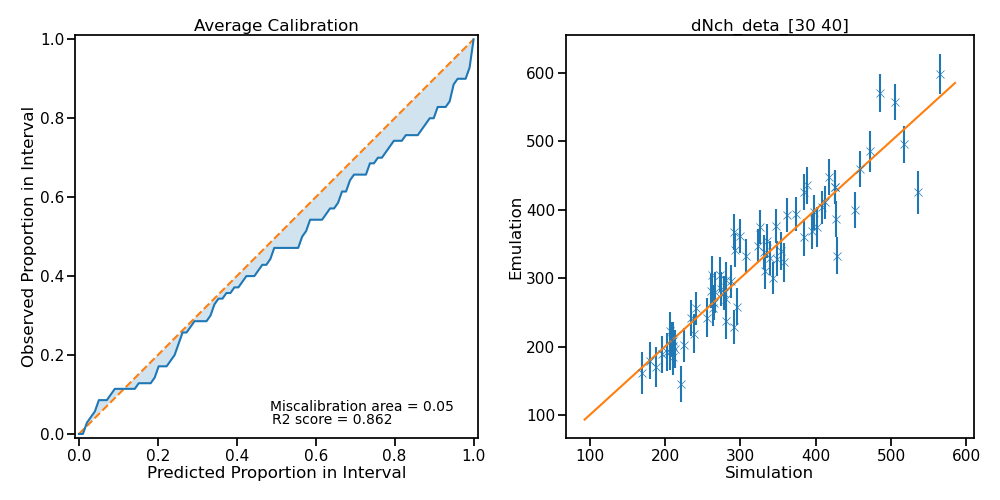 Average Calibration
1.0
0.8
0.6
0.4
0.2
0.0
Observed Proportion in Interval
Miscalibration area = 0.05
R2 score = 0.862
0.0 0.2 0.4 0.6 0.8 1.0
Predicted Proportion in Interval
dNch_deta_[30 40]
600
500
400
300
200
100
Emulation
100 200 300 400 500 600
Simulation